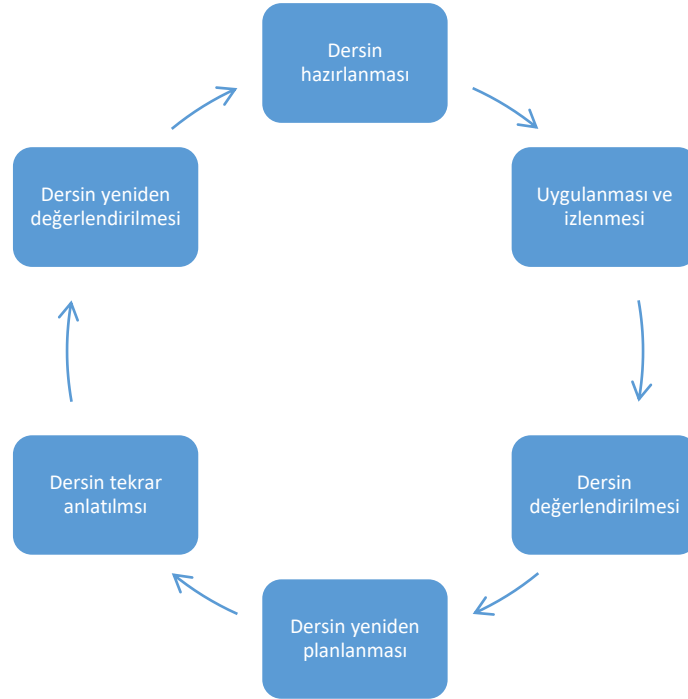 Dersin
hazırlanması
Uygulanması ve
izlenmesi
Dersin
değerlendirilmesi
Dersin yeniden
planlanması
Dersin tekrar
anlatılmsı
Dersin yeniden
değerlendirilmesi